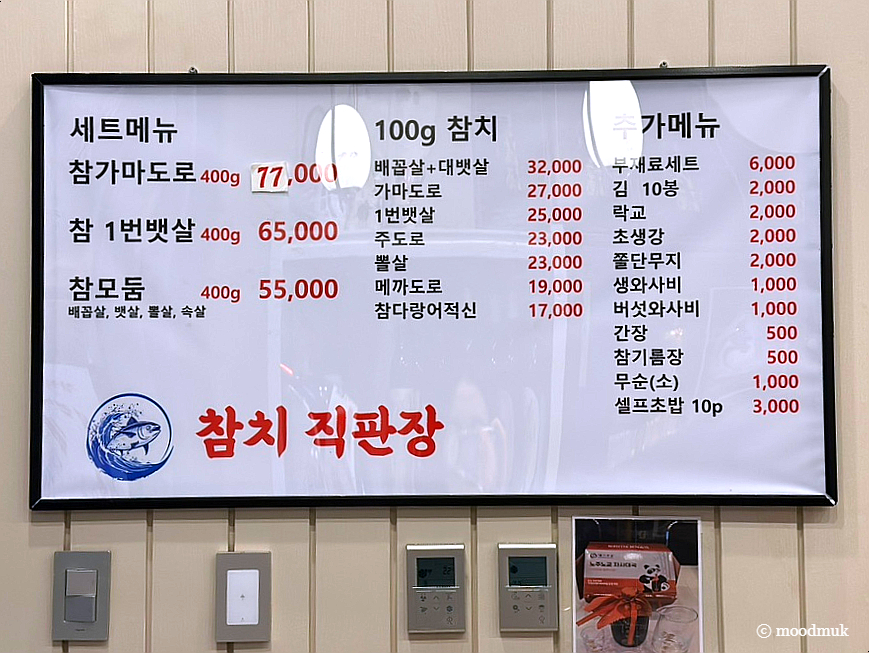 세트메뉴
참가마도로 400g 77,000
참 1번뱃살 400g 65,000
참모둠 400g 55,000
배꼽살, 뱃살, 뽈살, 속살
100g 참치
배꼽살+대뱃살 32,000
가마도로 27,000
1번뱃살 25,000
주도로 23,000
뽈살 23,000
메까도로 19,000
참다랑어적신 17,000
추가메뉴
부재료세트 6,000
김 10봉 2,000
락교 2,000
초생강 2,000
쫄단무지 2,000
생와사비 1,000
버섯와사비 1,000
간장 500
참기름장 500
무순(소) 1,000
셀프초밥 10p 3,000
참치 직판장
© moodmuk